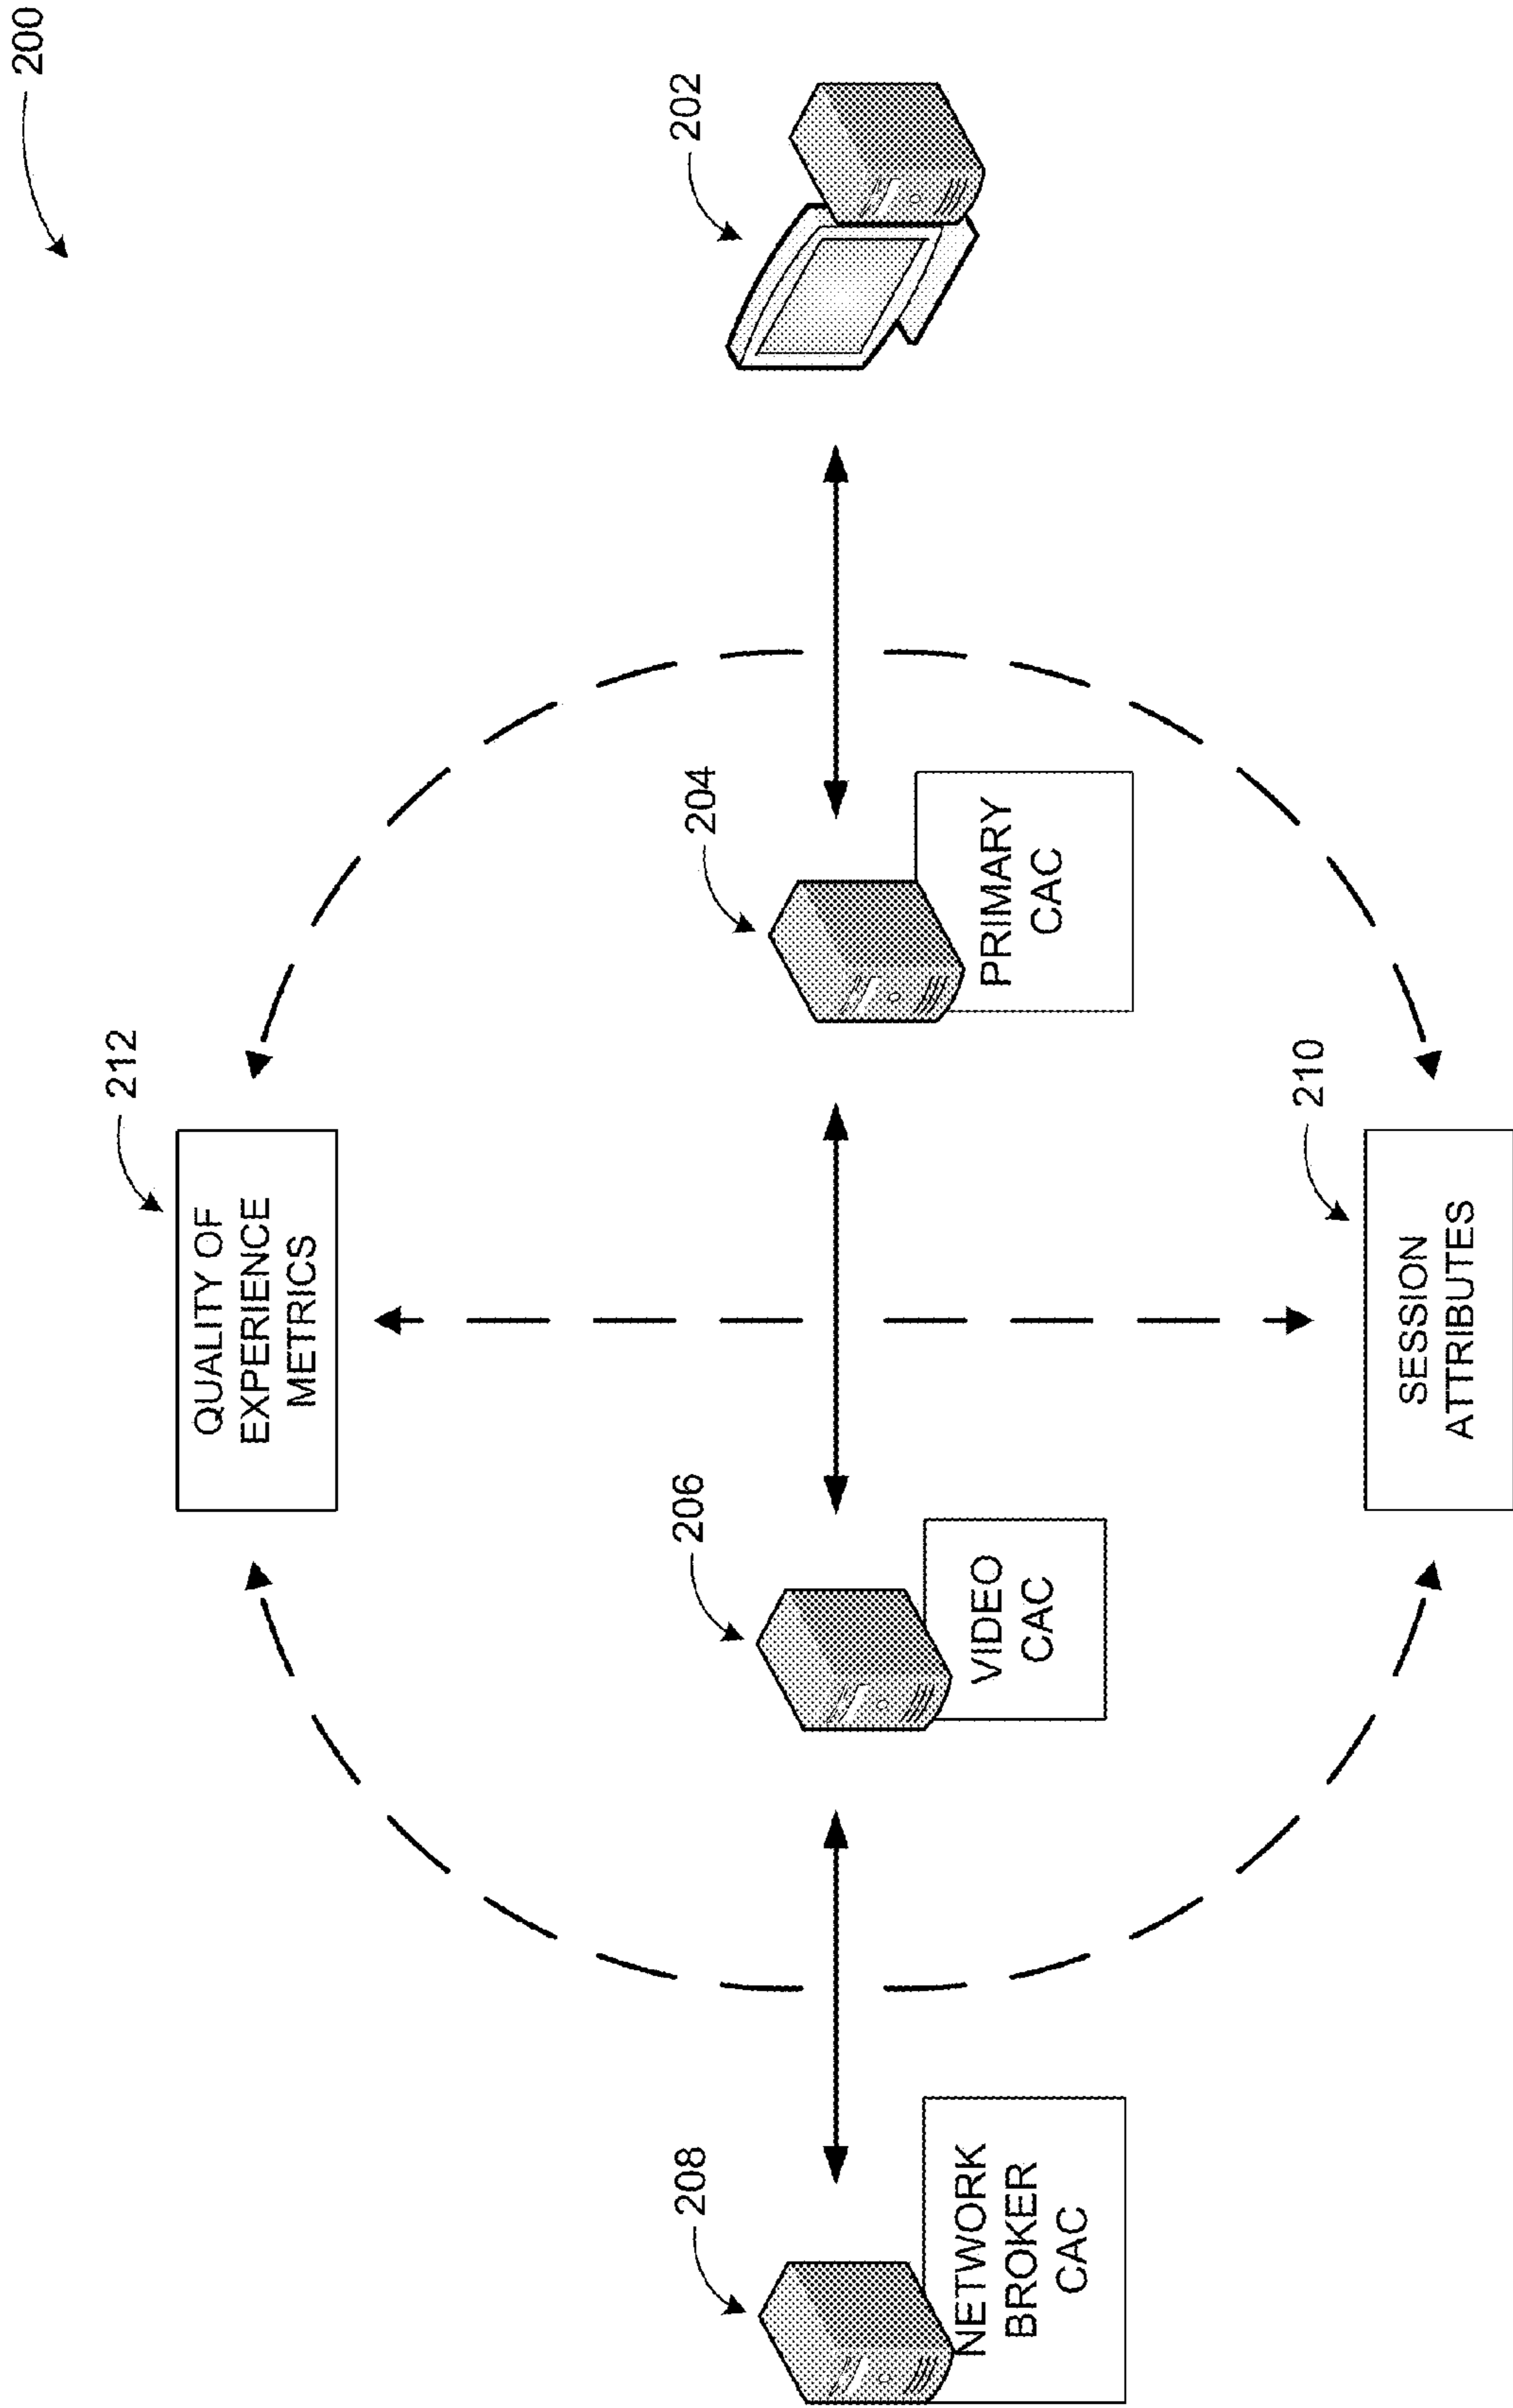 200
212
QUALITY OF
EXPERIENCE
METRICS
208
NETWORK
BROKER
CAC
206
VIDEO
CAC
204
PRIMARY
CAC
202
210
SESSION
ATTRIBUTES